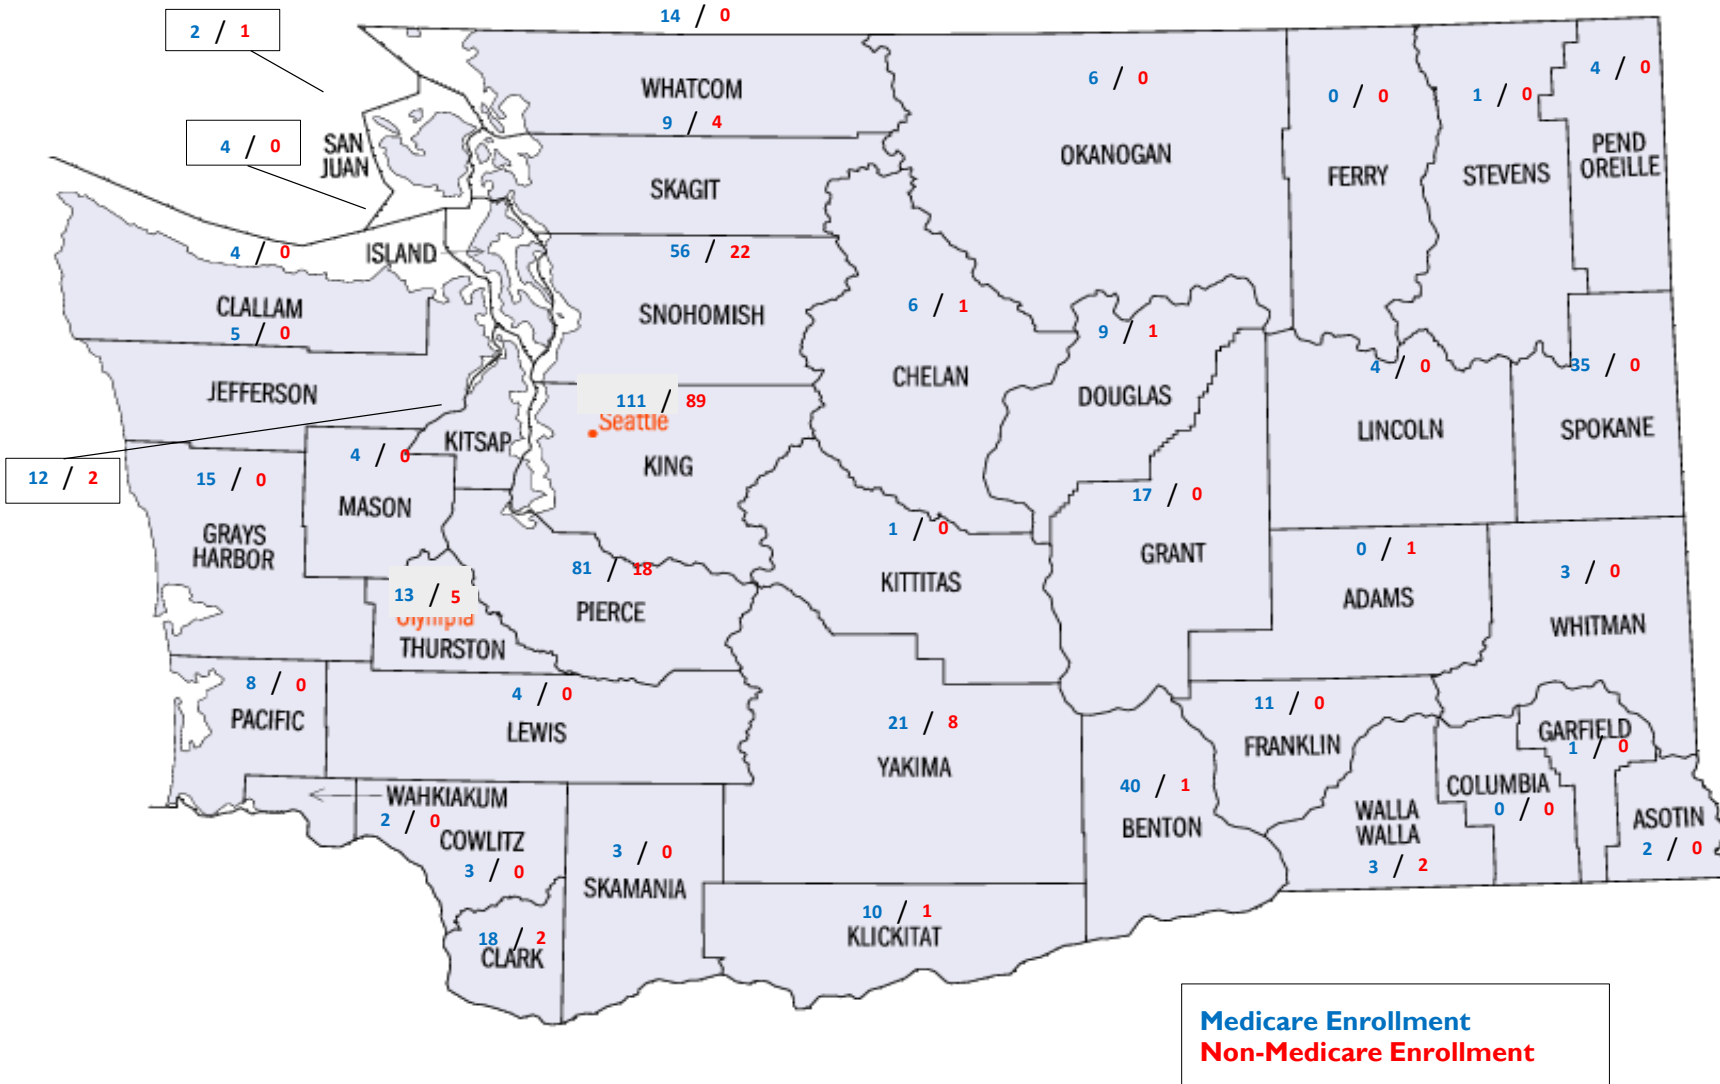 14 / 0
2 / 1
WHATCOM
9 / 4
6 / 0
0 / 0
1 / 0
4 / 0
4 / 0
SAN
JUAN
SKAGIT
OKANOGAN
FERRY
STEVENS
PEND
OREILLE
4 / 0
ISLAND
56 / 22
CLALLAM
5 / 0
SNOHOMISH
6 / 1
9 / 1
CHELAN
DOUGLAS
4 / 0
35 / 0
JEFFERSON
111 / 89
Seattle
KITSAP
KING
LINCOLN
SPOKANE
12 / 2
15 / 0
4 / 0
MASON
GRAYS
HARBOR
17 / 0
GRANT
1 / 0
KITTITAS
0 / 1
ADAMS
3 / 0
WHITMAN
81 / 18
PIERCE
13 / 5
Olympia
THURSTON
8 / 0
PACIFIC
4 / 0
LEWIS
21 / 8
YAKIMA
11 / 0
FRANKLIN
GARFIELD
1 / 0
WAHKIAKUM
2 / 0
COWLITZ
3 / 0
40 / 1
BENTON
WALLA
WALLA
3 / 2
COLUMBIA
0 / 0
ASOTIN
2 / 0
3 / 0
SKAMANIA
10 / 1
KLICKITAT
18 / 2
CLARK
Medicare Enrollment
Non-Medicare Enrollment